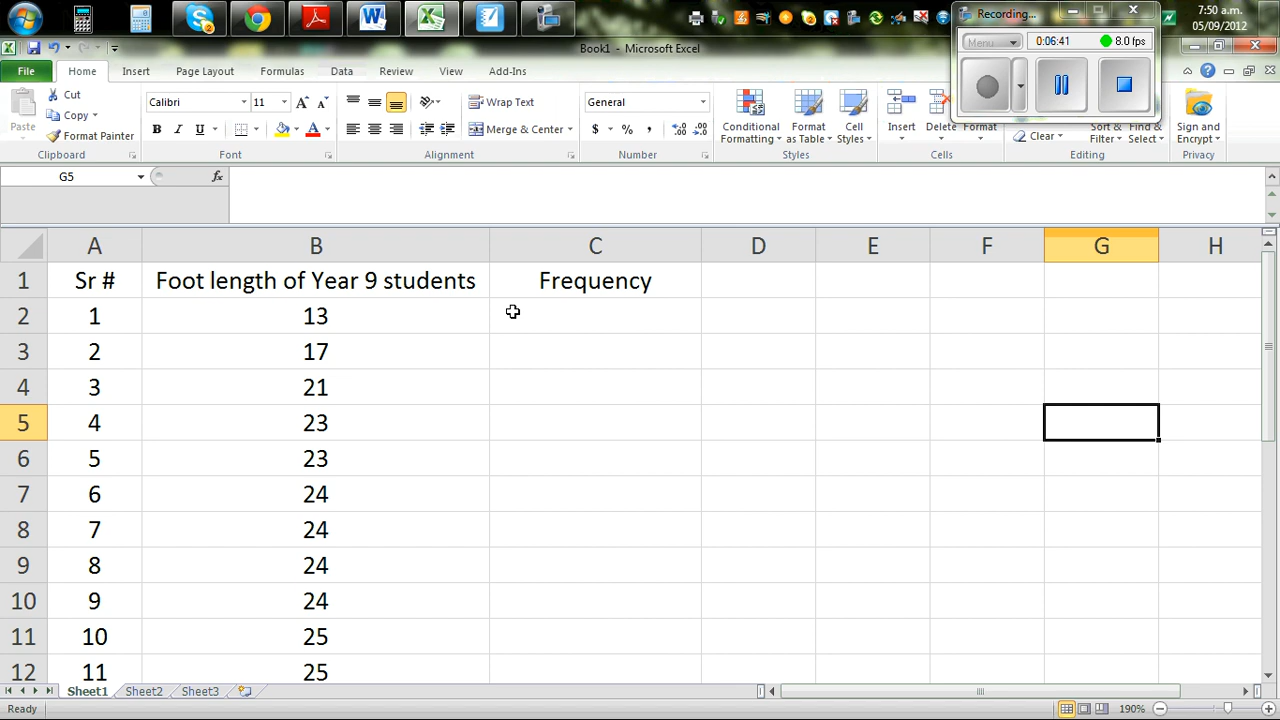 7:50 a.m.
05/09/2012
Recording...
Menu
0:06:41
8.0 fps
Book1 - Microsoft Excel
File
Home
Insert
Page Layout
Formulas
Data
Review
View
Add-Ins
Paste
Cut
Copy
Format Painter
Clipboard
Calibri
11
B I U
A
Font
Wrap Text
Merge & Center
Alignment
General
$ % ,
Number
Conditional
Formatting
Format
as Table
Cell
Styles
Styles
Insert
Delete
Format
Cells
Clear
Sort &
Filter
Find &
Select
Editing
Sign and
Encrypt
Privacy
G5
fx
A B C D E F G H
1 Sr # Foot length of Year 9 students Frequency
2 1 13
3 2 17
4 3 21
5 4 23
6 5 23
7 6 24
8 7 24
9 8 24
10 9 24
11 10 25
12 11 25
Sheet1
Sheet2
Sheet3
Ready
190%